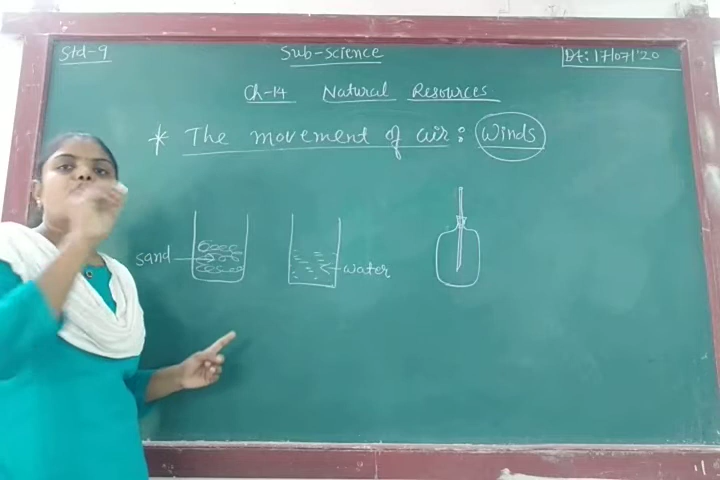 Std-9
Sub-Science
Dt: 17/07/'20
Ch-14 Natural Resources
* The movement of air: Winds
sand
water